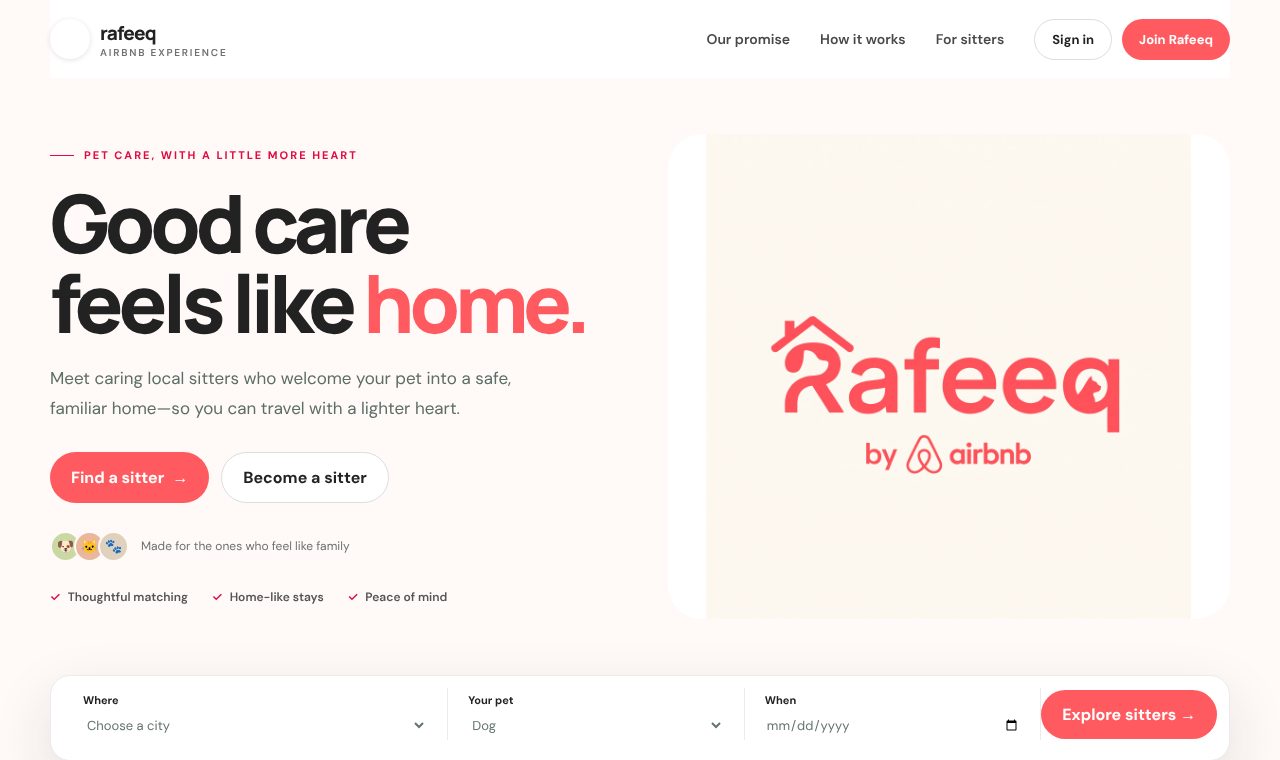 rafeeq
AIRBNB EXPERIENCE
Our promise
How it works
For sitters
Sign in
Join Rafeeq
PET CARE, WITH A LITTLE MORE HEART
Good care
feels like home.
Meet caring local sitters who welcome your pet into a safe,
familiar home—so you can travel with a lighter heart.
Find a sitter →
Become a sitter
Made for the ones who feel like family
Thoughtful matching
Home-like stays
Peace of mind
Rafeeq
by airbnb
Where
Choose a city
Your pet
Dog
When
mm/dd/yyyy
Explore sitters →